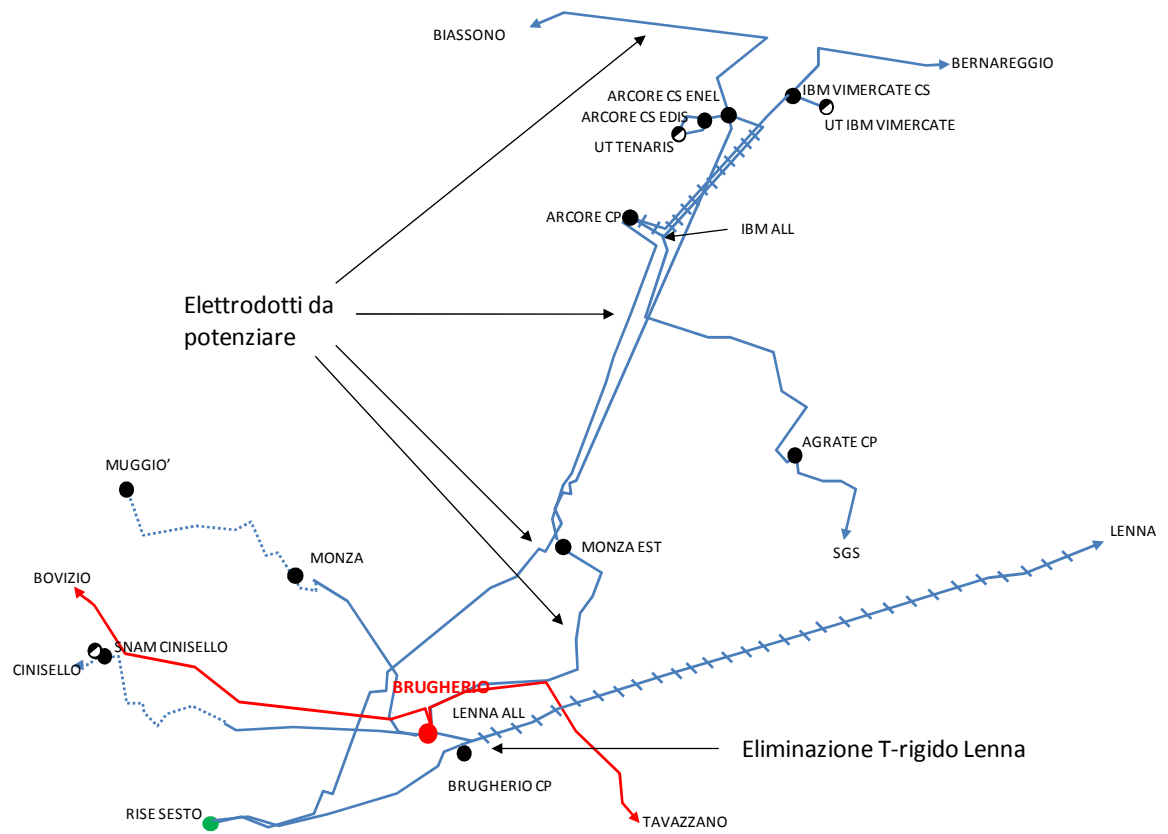 BIASSONO
BERNAREGGIO
ARCORE CS ENEL
IBM VIMERCATE CS
ARCORE CS EDIS
UT IBM VIMERCATE
UT TENARIS
ARCORE CP
IBM ALL
Elettrodotti da
potenziare
AGRATE CP
MUGGIO’
LENNA
MONZA EST
SGS
MONZA
BOVIZIO
SNAM CINISELLO
CINISELLO
BRUGHERIO
LENNA ALL
Eliminazione T-rigido Lenna
BRUGHERIO CP
RISE SESTO
TAVAZZANO